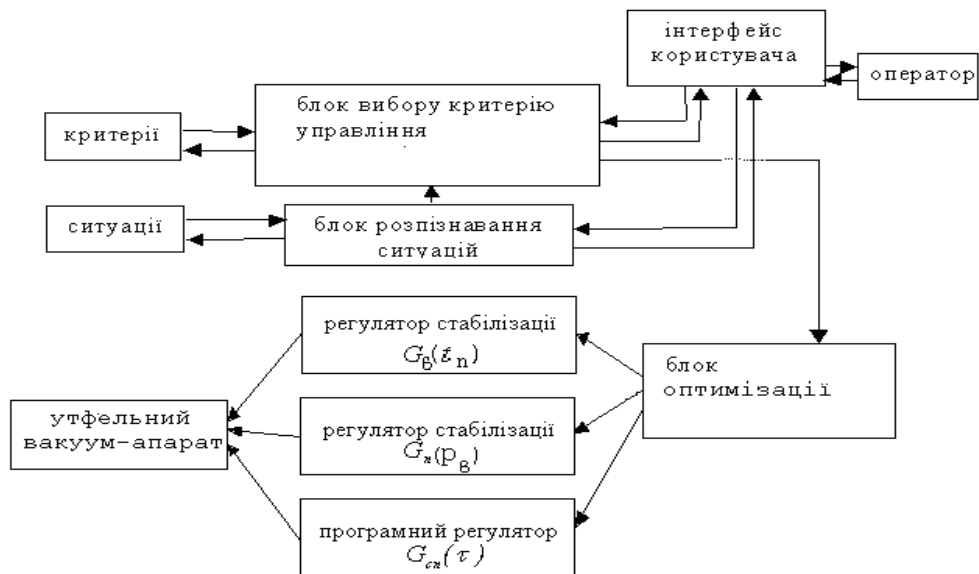 інтерфейс
користувача
оператор
блок вибору критерію
управління
критерії
ситуації
блок розпізнавання
ситуацій
регулятор стабілізації
G_в(t_п)
блок
оптимізації
утфельний
вакуум-апарат
регулятор стабілізації
G_п(p_в)
програмний регулятор
G_сп(τ)